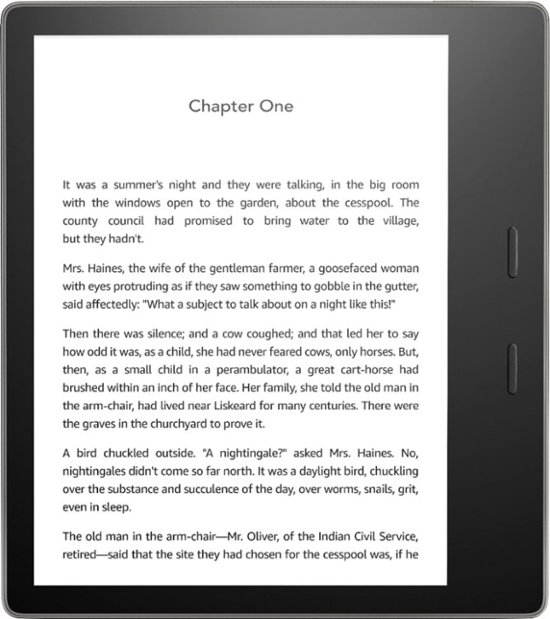 Chapter One
It was a summer's night and they were talking, in the big room
with the windows open to the garden, about the cesspool. The
county council had promised to bring water to the village,
but they hadn't.
Mrs. Haines, the wife of the gentleman farmer, a goosefaced woman
with eyes protruding as if they saw something to gobble in the gutter,
said affectedly: "What a subject to talk about on a night like this!"
Then there was silence; and a cow coughed; and that led her to say
how odd it was, as a child, she had never feared cows, only horses. But,
then, as a small child in a perambulator, a great cart-horse had
brushed within an inch of her face. Her family, she told the old man in
the arm-chair, had lived near Liskeard for many centuries. There were
the graves in the churchyard to prove it.
A bird chuckled outside. "A nightingale?" asked Mrs. Haines. No,
nightingales didn't come so far north. It was a daylight bird, chuckling
over the substance and succulence of the day, over worms, snails, grit,
even in sleep.
The old man in the arm-chair—Mr. Oliver, of the Indian Civil Service,
retired—said that the site they had chosen for the cesspool was, if he